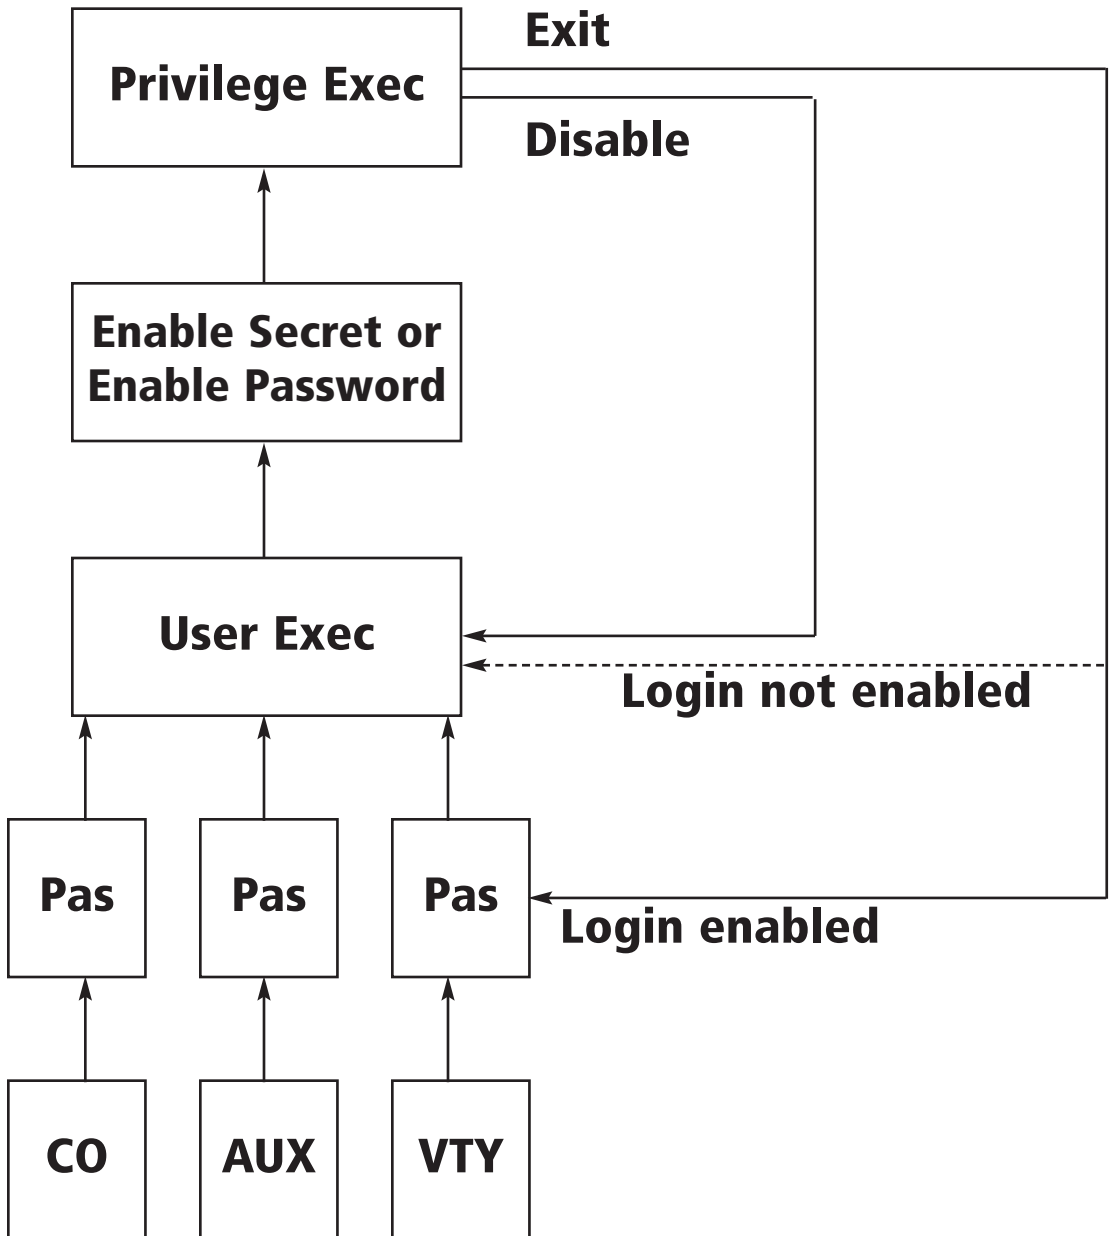 Exit
Privilege Exec
Disable
Enable Secret or
Enable Password
User Exec
Login not enabled
Pas
Pas
Pas
Login enabled
CO
AUX
VTY